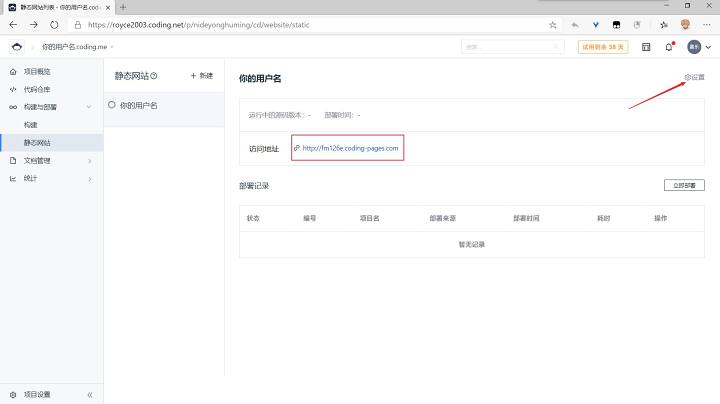 静态网站列表 - 你的用户名.codi
https://royce2003.coding.net/p/nideyonghuming/cd/website/static
你的用户名.coding.me
搜索...
试用剩余 38 天
项目概览
代码仓库
构建与部署
构建
静态网站
文档管理
统计
项目设置
静态网站
+ 新建
你的用户名
你的用户名
设置
运行中的源码版本：- 部署时间：-
访问地址 http://fm126e.coding-pages.com
部署记录
立即部署
状态 编号 项目名 部署来源 部署时间 耗时 操作
暂无记录